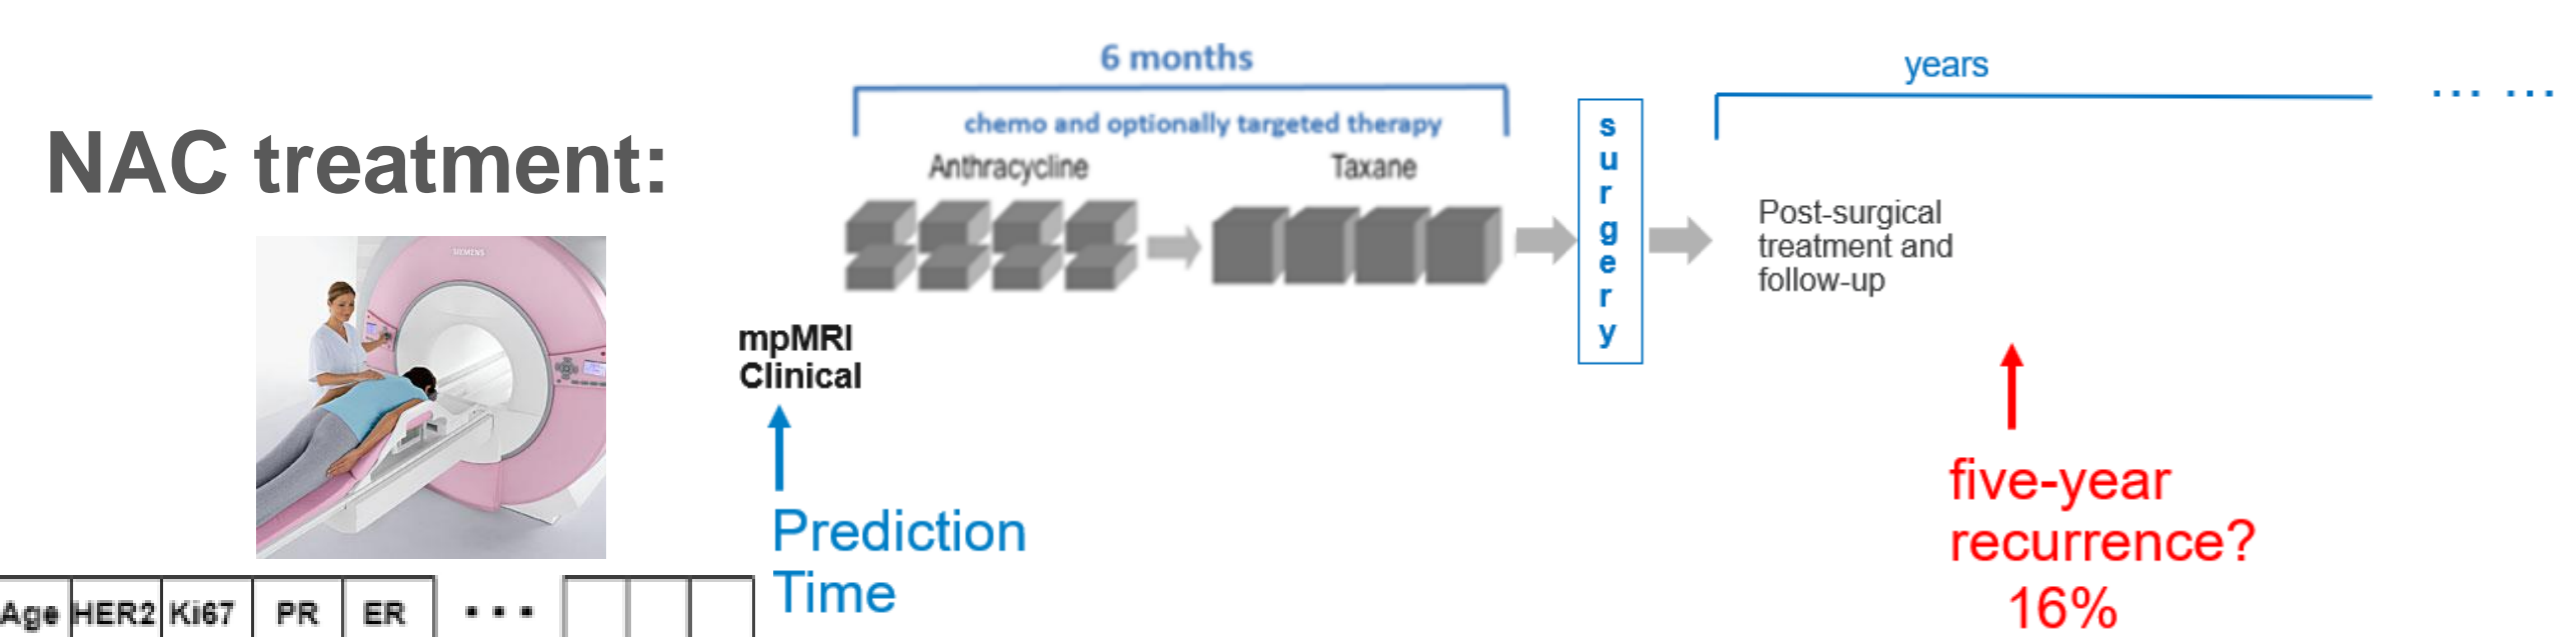 6 months
years
... ...
chemo and optionally targeted therapy
NAC treatment:
Anthracycline
Taxane
surgery
Post-surgical
treatment and
follow-up
SIEMENS
mpMRI
Clinical
Prediction
Time
five-year
recurrence?
16%
Age HER2 Ki67 PR ER ...